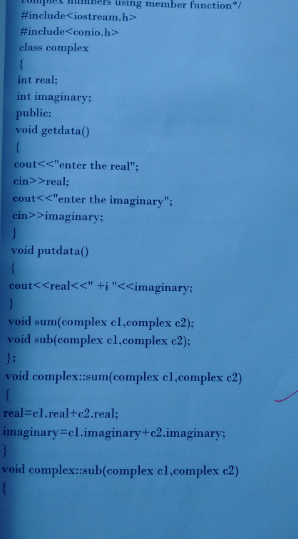 complex numbers using member function*/
#include<iostream.h>
#include<conio.h>
class complex
{
int real;
int imaginary;
public:
void getdata()
{
cout<<"enter the real";
cin>>real;
cout<<"enter the imaginary";
cin>>imaginary;
}
void putdata()
{
cout<<real<<" +i "<<imaginary;
}
void sum(complex c1,complex c2);
void sub(complex c1,complex c2);
};
void complex::sum(complex c1,complex c2)
{
real=c1.real+c2.real;
imaginary=c1.imaginary+c2.imaginary;
}
void complex::sub(complex c1,complex c2)
{